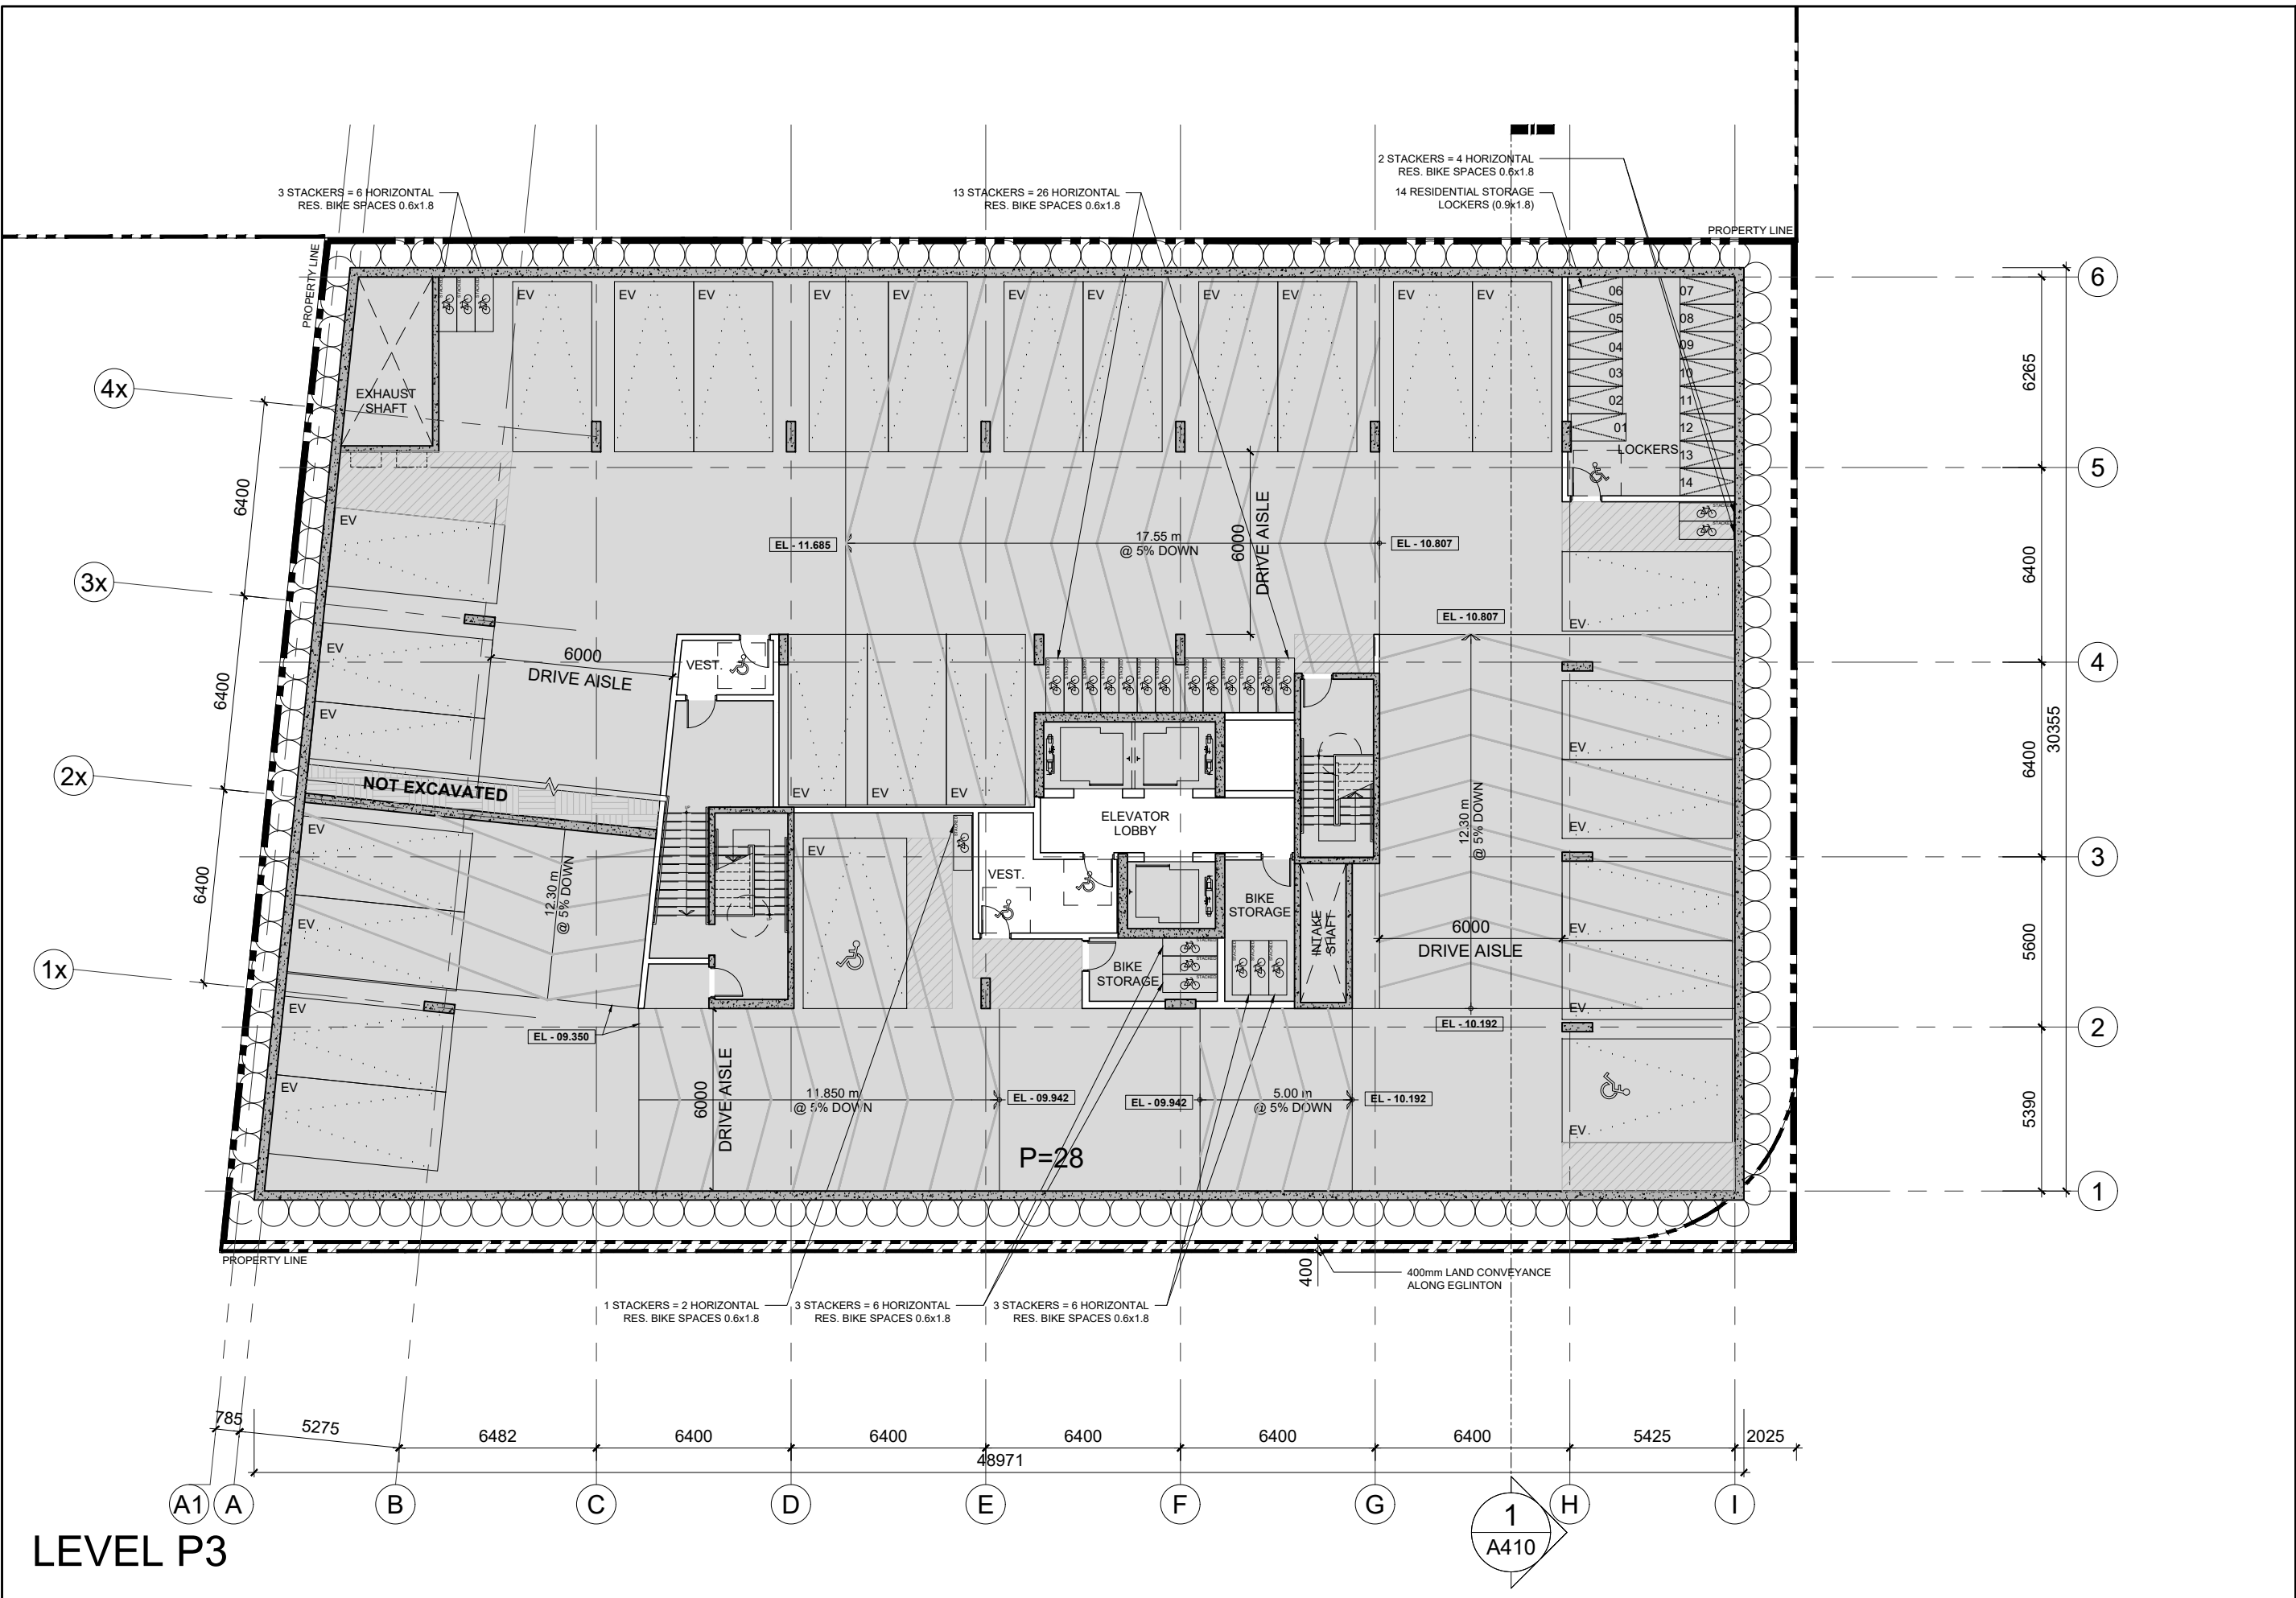 2 STACKERS = 4 HORIZONTAL
RES. BIKE SPACES 0.6x1.8
3 STACKERS = 6 HORIZONTAL
RES. BIKE SPACES 0.6x1.8
13 STACKERS = 26 HORIZONTAL
RES. BIKE SPACES 0.6x1.8
14 RESIDENTIAL STORAGE
LOCKERS (0.9x1.8)
PROPERTY LINE
PROPERTY LINE
6
EV
EV
EV
EV
EV
EV
EV
EV
EV
EV
EV
06
07
05
08
04
09
03
10
02
11
01
12
LOCKERS
13
14
6265
4x
EXHAUST
SHAFT
5
6400
EV
EL - 11.685
17.55 m
@ 5% DOWN
6000
DRIVE AISLE
EL - 10.807
6400
3x
EL - 10.807
EV
EV
6000
DRIVE AISLE
VEST.
4
6400
EV
EV
30355
6400
2x
NOT EXCAVATED
EV
EV
EV
ELEVATOR
LOBBY
12.30 m
@ 5% DOWN
EV
EV
EV
3
6400
12.30 m
@ 5% DOWN
VEST.
BIKE
STORAGE
INTAKE
SHAFT
EV
EV
6000
DRIVE AISLE
5600
1x
BIKE
STORAGE
EV
EV
EL - 09.350
EL - 10.192
2
EV
6000
DRIVE AISLE
11.850 m
@ 5% DOWN
EL - 09.942
EL - 09.942
5.00 m
@ 5% DOWN
EL - 10.192
EV
5390
P=28
1
PROPERTY LINE
400
400mm LAND CONVEYANCE
ALONG EGLINTON
1 STACKERS = 2 HORIZONTAL
RES. BIKE SPACES 0.6x1.8
3 STACKERS = 6 HORIZONTAL
RES. BIKE SPACES 0.6x1.8
3 STACKERS = 6 HORIZONTAL
RES. BIKE SPACES 0.6x1.8
785
5275
6482
6400
6400
6400
6400
6400
5425
2025
48971
A1
A
B
C
D
E
F
G
H
I
1
A410
LEVEL P3